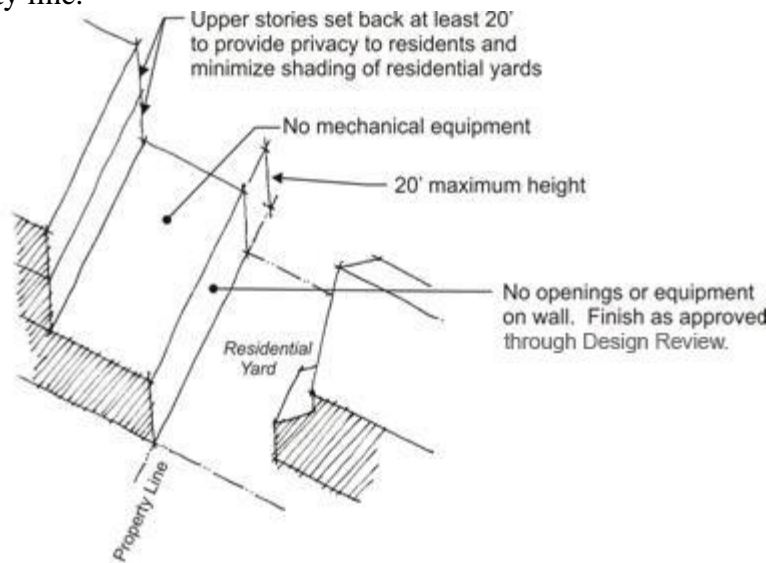 ty line.
Upper stories set back at least 20'
to provide privacy to residents and
minimize shading of residential yards
No mechanical equipment
20' maximum height
No openings or equipment
on wall. Finish as approved
through Design Review.
Residential
Yard
Property Line